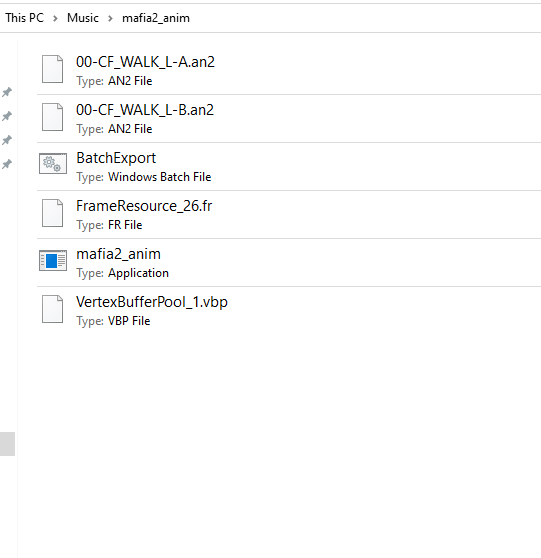 This PC > Music > mafia2_anim
00-CF_WALK_L-A.an2
Type: AN2 File
00-CF_WALK_L-B.an2
Type: AN2 File
BatchExport
Type: Windows Batch File
FrameResource_26.fr
Type: FR File
mafia2_anim
Type: Application
VertexBufferPool_1.vbp
Type: VBP File